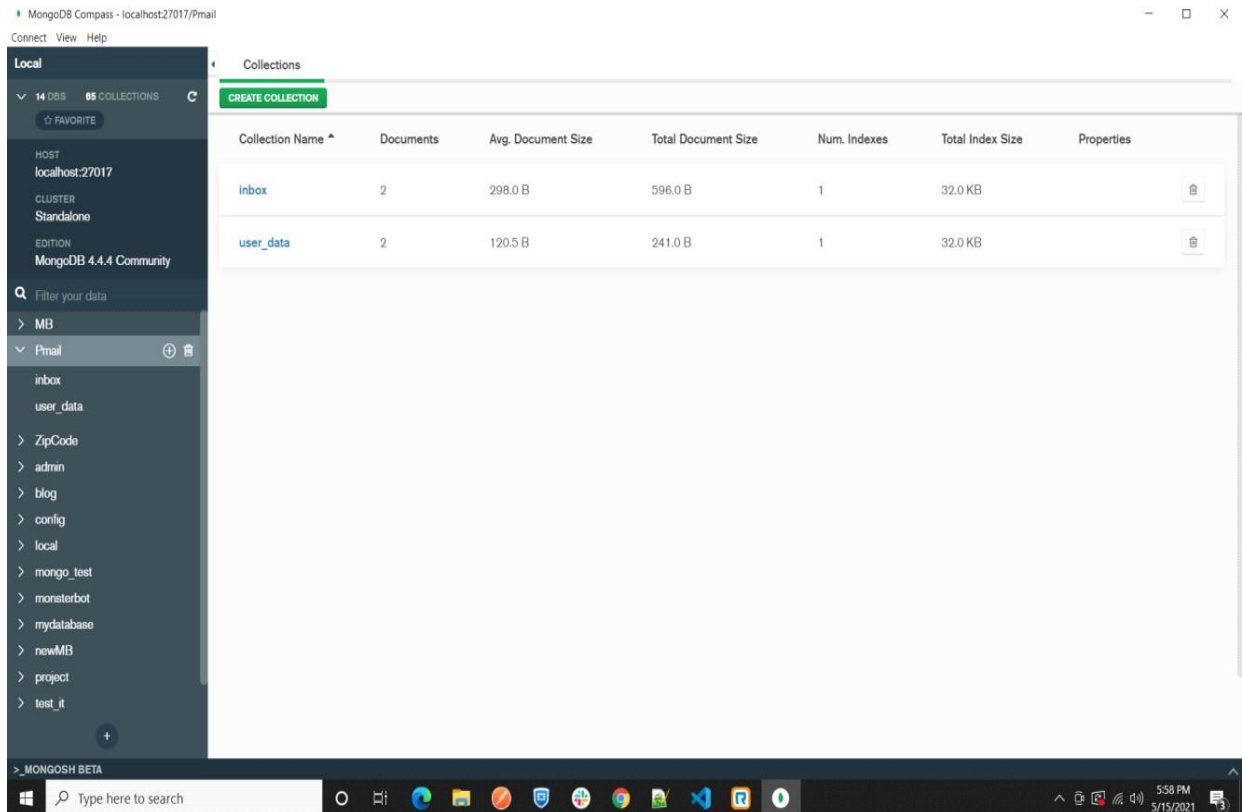 MongoDB Compass - localhost:27017/Pmail
Connect View Help
Local
Collections
14 DBS 65 COLLECTIONS
FAVORITE
CREATE COLLECTION
HOST
localhost:27017
CLUSTER
Standalone
EDITION
MongoDB 4.4.4 Community
Filter your data
MB
Pmail
inbox
user_data
ZipCode
admin
blog
config
local
mongo_test
monsterbot
mydatabase
newMB
project
test_it
Collection Name Documents Avg. Document Size Total Document Size Num. Indexes Total Index Size Properties
inbox 2 298.0 B 596.0 B 1 32.0 KB
user_data 2 120.5 B 241.0 B 1 32.0 KB
>_MONGOSH BETA
Type here to search
5:58 PM
5/15/2021
3